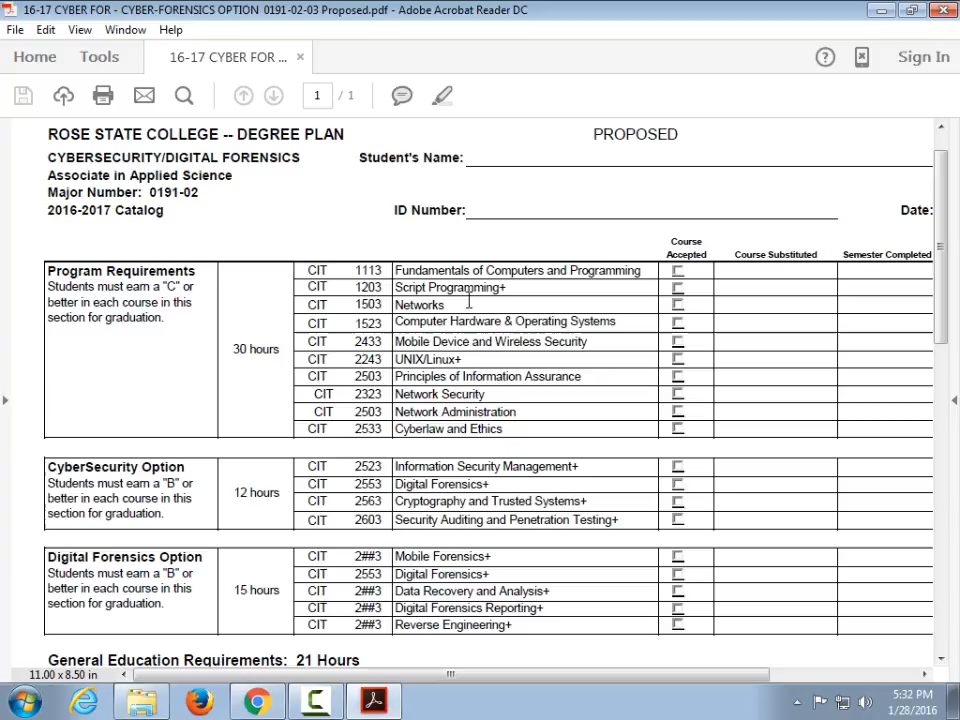 16-17 CYBER FOR - CYBER-FORENSICS OPTION 0191-02-03 Proposed.pdf - Adobe Acrobat Reader DC
File Edit View Window Help
Home Tools 16-17 CYBER FOR ... × Sign In
1 / 1
ROSE STATE COLLEGE -- DEGREE PLAN PROPOSED
CYBERSECURITY/DIGITAL FORENSICS Student's Name:
Associate in Applied Science
Major Number: 0191-02
2016-2017 Catalog ID Number: Date:
Course Accepted Course Substituted Semester Completed
Program Requirements
Students must earn a "C" or
better in each course in this
section for graduation.
30 hours
CIT 1113 Fundamentals of Computers and Programming
CIT 1203 Script Programming+
CIT 1503 Networks
CIT 1523 Computer Hardware & Operating Systems
CIT 2433 Mobile Device and Wireless Security
CIT 2243 UNIX/Linux+
CIT 2503 Principles of Information Assurance
CIT 2323 Network Security
CIT 2503 Network Administration
CIT 2533 Cyberlaw and Ethics
CyberSecurity Option
Students must earn a "B" or
better in each course in this
section for graduation.
12 hours
CIT 2523 Information Security Management+
CIT 2553 Digital Forensics+
CIT 2563 Cryptography and Trusted Systems+
CIT 2603 Security Auditing and Penetration Testing+
Digital Forensics Option
Students must earn a "B" or
better in each course in this
section for graduation.
15 hours
CIT 2##3 Mobile Forensics+
CIT 2553 Digital Forensics+
CIT 2##3 Data Recovery and Analysis+
CIT 2##3 Digital Forensics Reporting+
CIT 2##3 Reverse Engineering+
General Education Requirements: 21 Hours
11.00 x 8.50 in
5:32 PM
1/28/2016